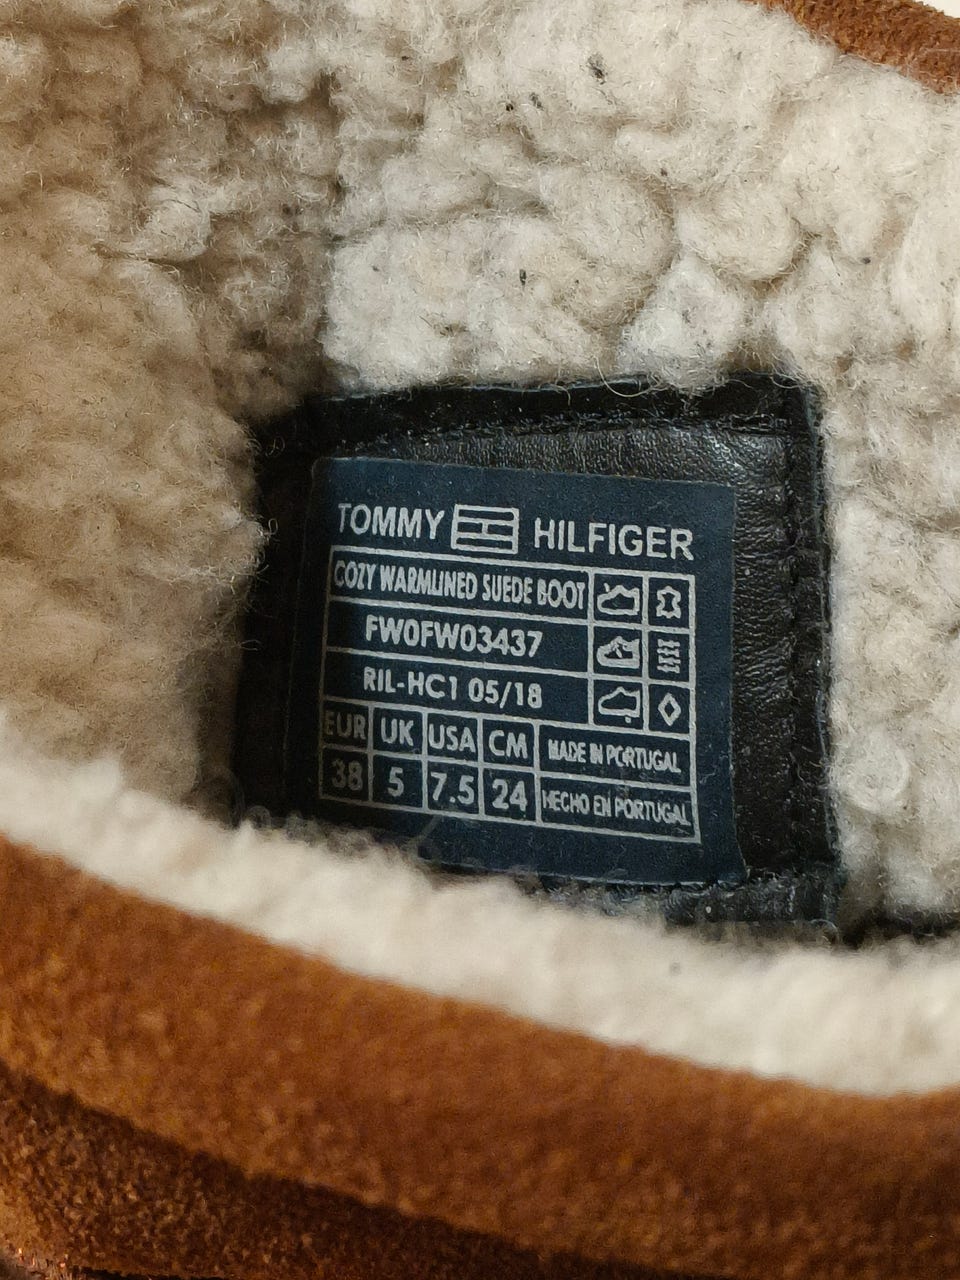 TOMMY HILFIGER
COZY WARMLINED SUEDE BOOT
FW0FW03437
RIL-HC1 05/18
EUR UK USA CM MADE IN PORTUGAL
38 5 7.5 24 HECHO EN PORTUGAL